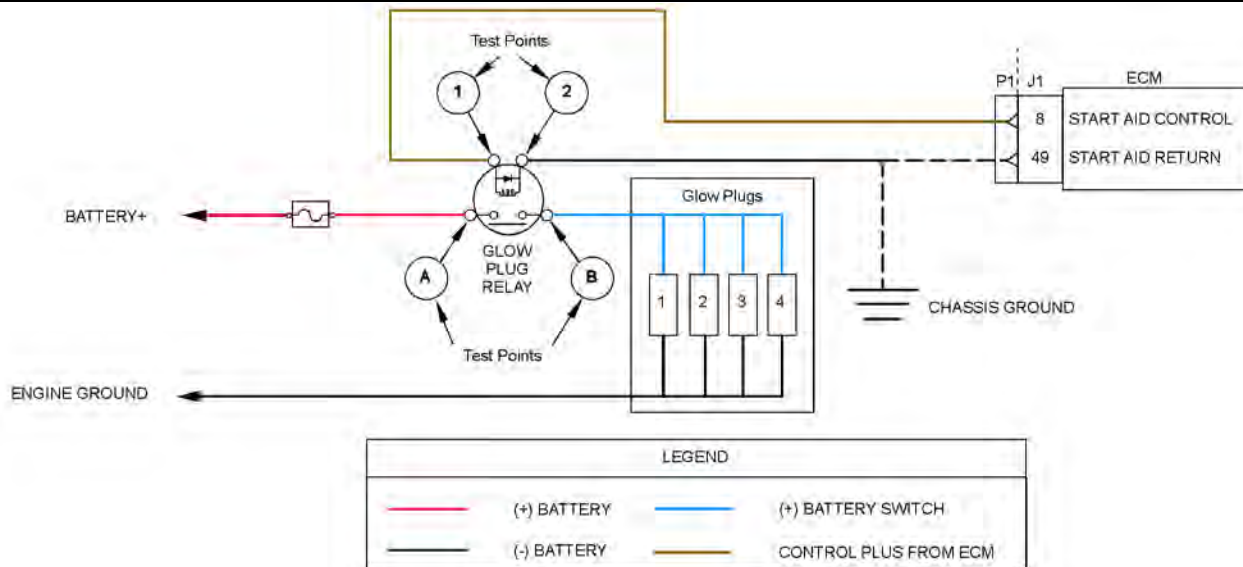 Test Points
1 2
P1 J1 ECM
8 START AID CONTROL
49 START AID RETURN
Glow Plugs
BATTERY+
GLOW
PLUG
RELAY
A B
1 2 3 4
CHASSIS GROUND
Test Points
ENGINE GROUND
LEGEND
(+) BATTERY (+) BATTERY SWITCH
(-) BATTERY CONTROL PLUS FROM ECM